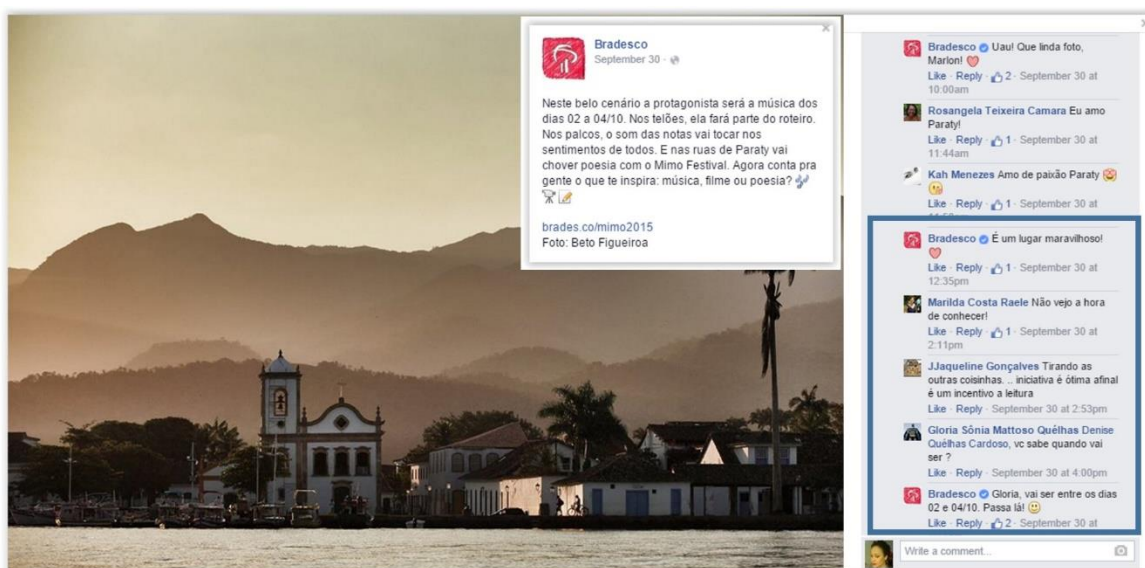 Bradesco
September 30
Neste belo cenário a protagonista será a música dos
dias 02 a 04/10. Nos telões, ela fará parte do roteiro.
Nos palcos, o som das notas vai tocar nos
sentimentos de todos. E nas ruas de Paraty vai
chover poesia com o Mimo Festival. Agora conta pra
gente o que te inspira: música, filme ou poesia?
brades.co/mimo2015
Foto: Beto Figueiroa
Bradesco Uau! Que linda foto,
Marlon!
Like · Reply · 2 · September 30 at
10:00am
Rosangela Teixeira Camara Eu amo
Paraty!
Like · Reply · 1 · September 30 at
11:44am
Kah Menezes Amo de paixão Paraty
Like · Reply · 1 · September 30 at
Bradesco É um lugar maravilhoso!
Like · Reply · 1 · September 30 at
12:35pm
Marilda Costa Raele Não vejo a hora
de conhecer!
Like · Reply · 1 · September 30 at
2:11pm
JJaqueline Gonçalves Tirando as
outras coisinhas. .. iniciativa é ótima afinal
é um incentivo a leitura
Like · Reply · September 30 at 2:53pm
Gloria Sônia Mattoso Quélhas Denise
Quélhas Cardoso, vc sabe quando vai
ser ?
Like · Reply · September 30 at 4:00pm
Bradesco Gloria, vai ser entre os dias
02 e 04/10. Passa lá!
Like · Reply · 2 · September 30 at
Write a comment...